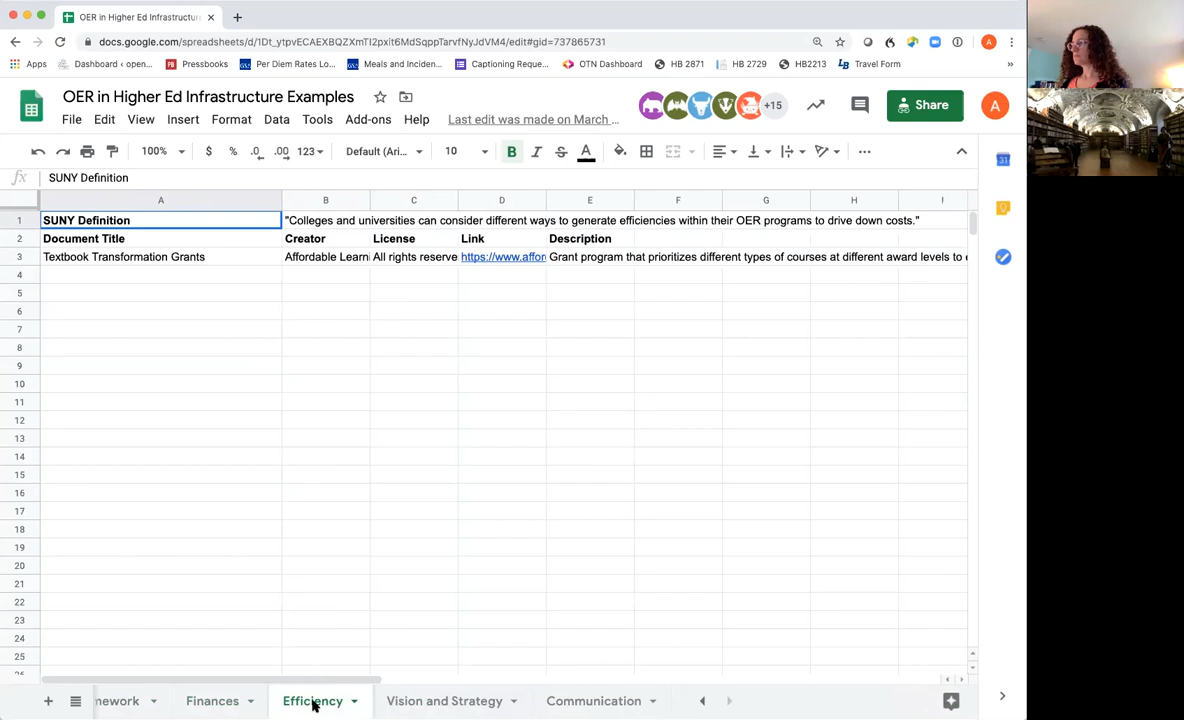 OER in Higher Ed Infrastructur
docs.google.com/spreadsheets/d/1Dt_ytpvECAEXBQZXmTI2pxit6MdSqppTarvfNyJdVM4/edit#gid=737865731
Apps Dashboard ‹ open... Pressbooks Per Diem Rates Lo... Meals and Inciden... Captioning Reque... OTN Dashboard HB 2871 HB 2729 HB2213 Travel Form »
OER in Higher Ed Infrastructure Examples
+15
Share
A
File Edit View Insert Format Data Tools Add-ons Help Last edit was made on March ...
100% $ % .0 .00 123 Default (Ari... 10 B I S A
fx SUNY Definition
A B C D E F G H I
1 SUNY Definition "Colleges and universities can consider different ways to generate efficiencies within their OER programs to drive down costs."
2 Document Title Creator License Link Description
3 Textbook Transformation Grants Affordable Learn All rights reserve https://www.affor Grant program that prioritizes different types of courses at different award levels to e
4
5
6
7
8
9
10
11
12
13
14
15
16
17
18
19
20
21
22
23
24
25
nework Finances Efficiency Vision and Strategy Communication